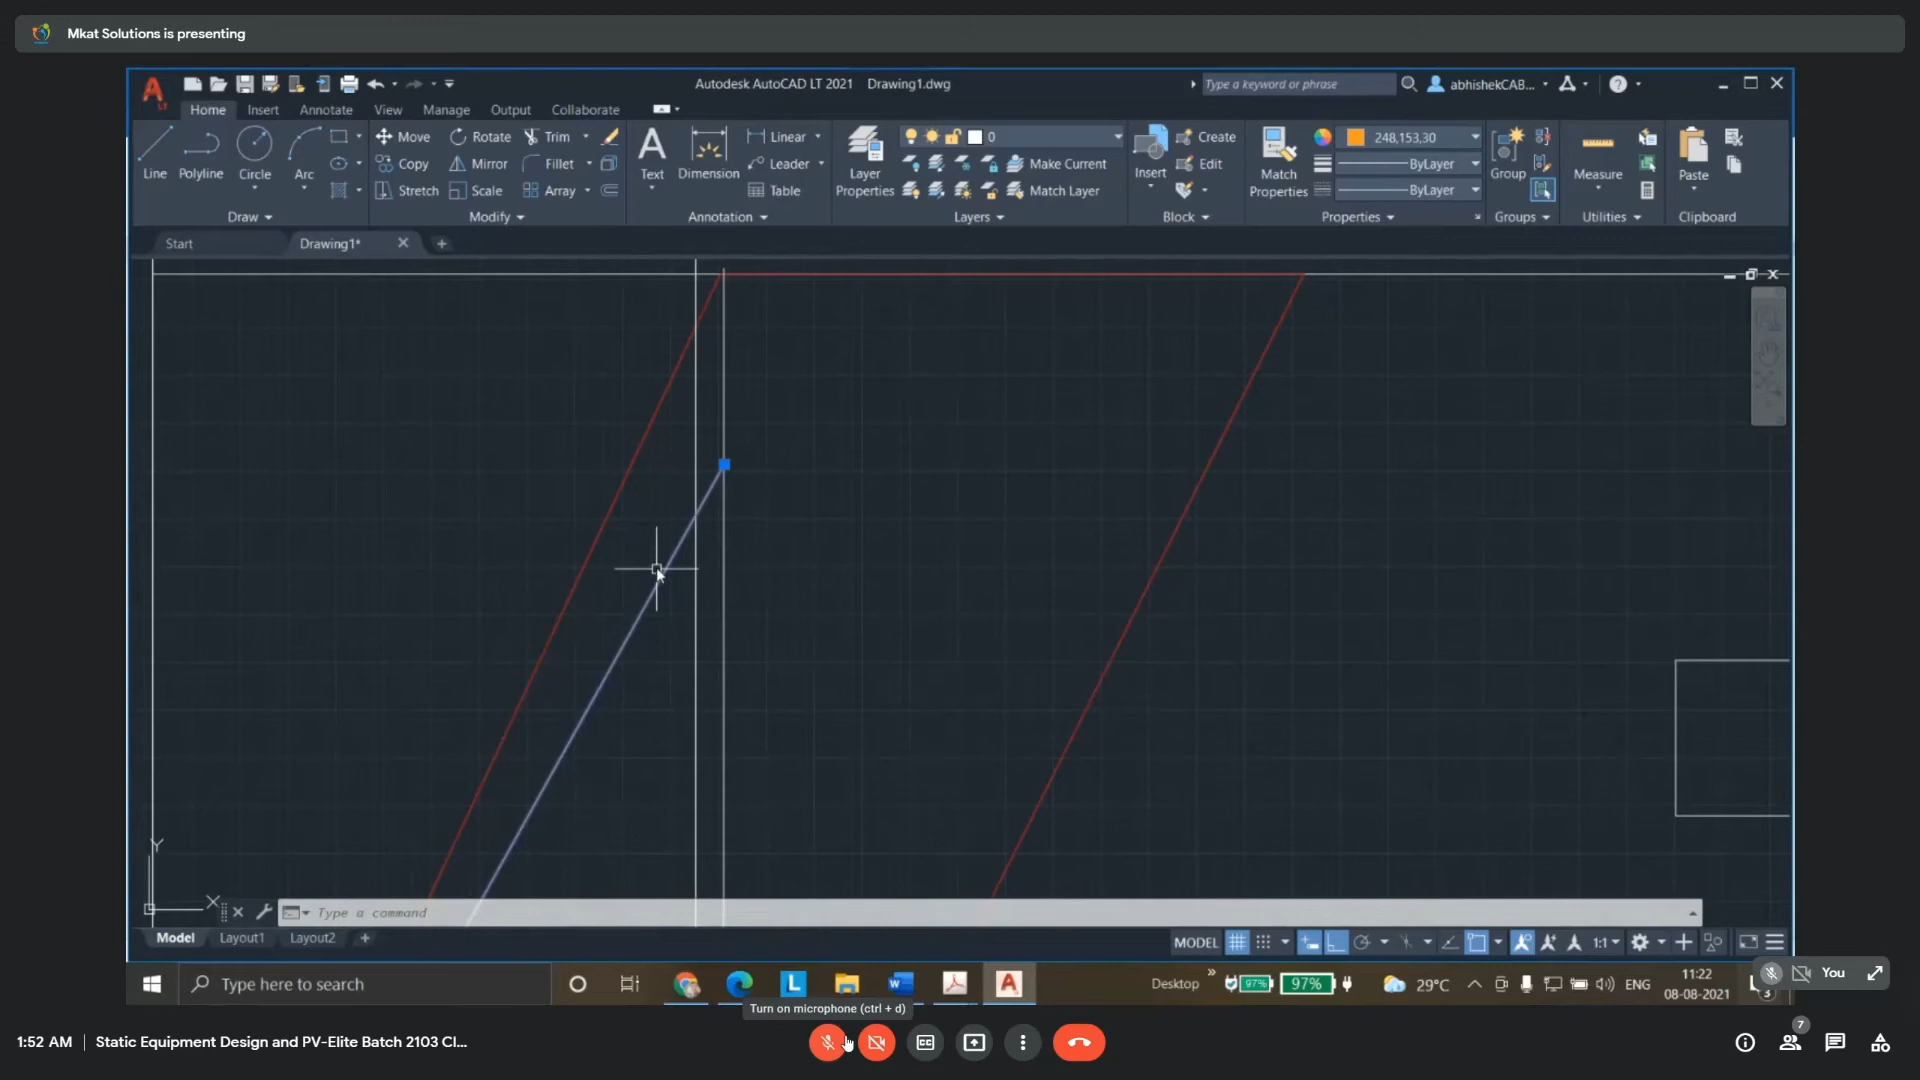 Mkat Solutions is presenting
Autodesk AutoCAD LT 2021 Drawing1.dwg
Type a keyword or phrase
abhishekCAB...
Home Insert Annotate View Manage Output Collaborate
Line Polyline Circle Arc
Move Rotate Trim
Copy Mirror Fillet
Stretch Scale Array
Text Dimension
Linear
Leader
Table
Layer Properties
0
Make Current
Match Layer
Insert
Create
Edit
Match Properties
248,153,30
ByLayer
ByLayer
Group
Measure
Paste
Draw Modify Annotation Layers Block Properties Groups Utilities Clipboard
Start Drawing1*
Y
X
Type a command
Model Layout1 Layout2
MODEL 1:1
Type here to search
Desktop 97% 97% 29°C ENG
11:22
08-08-2021
3
You
Turn on microphone (ctrl + d)
1:52 AM | Static Equipment Design and PV-Elite Batch 2103 Cl...
7